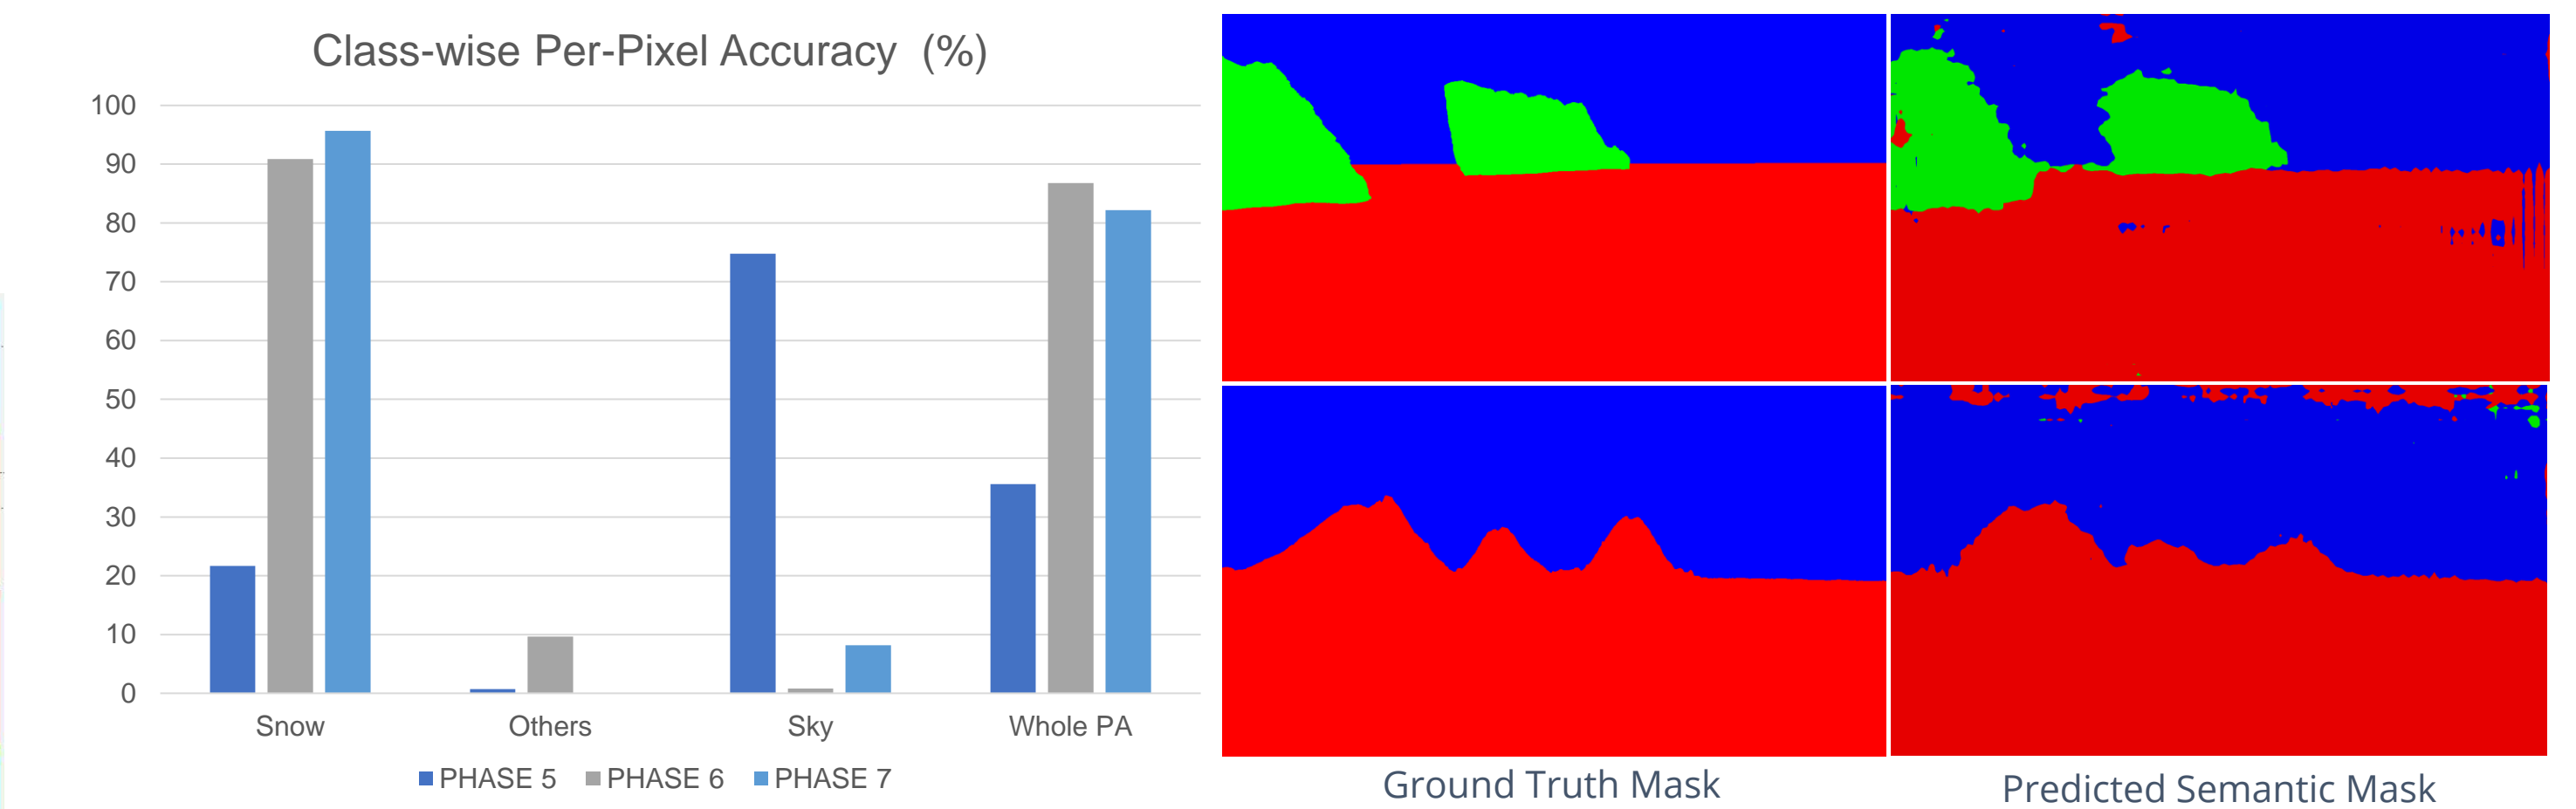 Class-wise Per-Pixel Accuracy (%)
100
90
80
70
60
50
40
30
20
10
0
Snow Others Sky Whole PA
PHASE 5 PHASE 6 PHASE 7
Ground Truth Mask
Predicted Semantic Mask